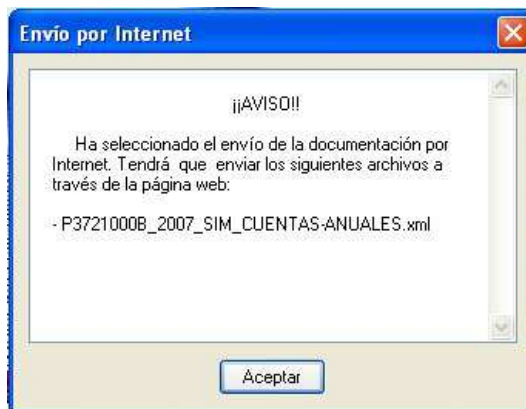 Envío por Internet
¡¡AVISO!!
Ha seleccionado el envío de la documentación por
Internet. Tendrá que enviar los siguientes archivos a
través de la página web:
- P3721000B_2007_SIM_CUENTAS-ANUALES.xml
Aceptar